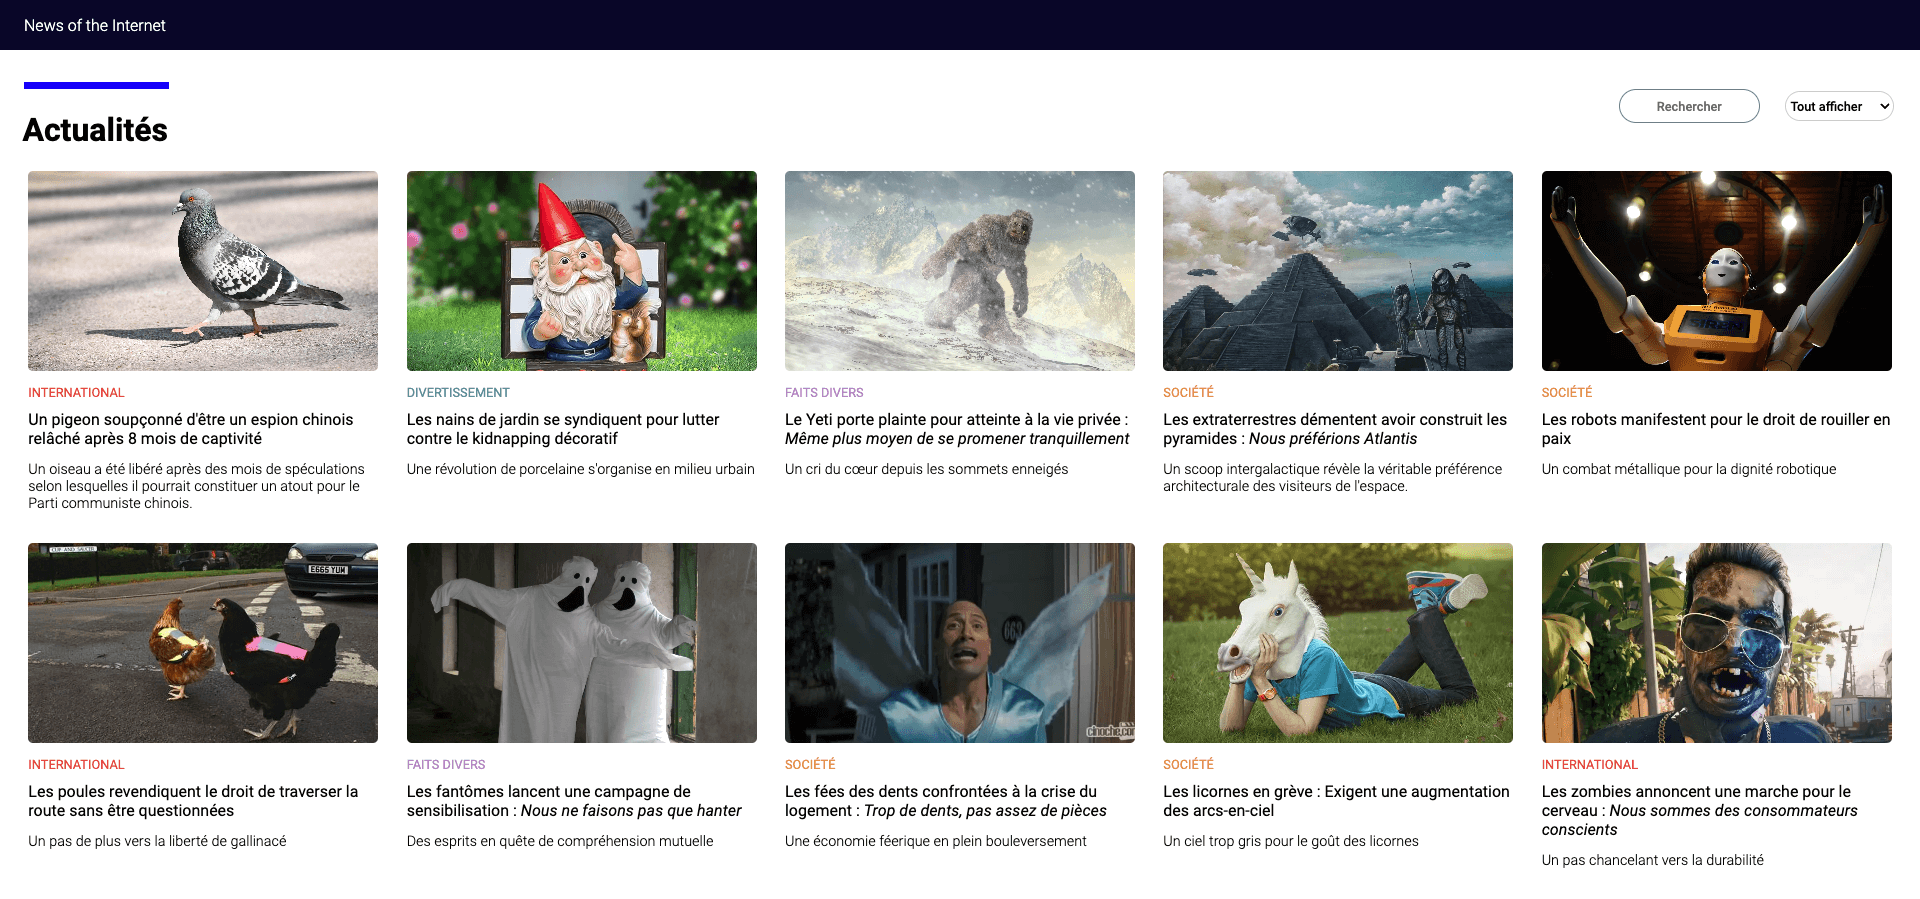 News of the Internet
Actualités
Rechercher
Tout afficher
INTERNATIONAL
Un pigeon soupçonné d'être un espion chinois
relâché après 8 mois de captivité
Un oiseau a été libéré après des mois de spéculations
selon lesquelles il pourrait constituer un atout pour le
Parti communiste chinois.
DIVERTISSEMENT
Les nains de jardin se syndiquent pour lutter
contre le kidnapping décoratif
Une révolution de porcelaine s'organise en milieu urbain
FAITS DIVERS
Le Yeti porte plainte pour atteinte à la vie privée :
Même plus moyen de se promener tranquillement
Un cri du cœur depuis les sommets enneigés
SOCIÉTÉ
Les extraterrestres démentent avoir construit les
pyramides : Nous préférions Atlantis
Un scoop intergalactique révèle la véritable préférence
architecturale des visiteurs de l'espace.
SOCIÉTÉ
Les robots manifestent pour le droit de rouiller en
paix
Un combat métallique pour la dignité robotique
CUP AND SAUCER
E665 YUM
INTERNATIONAL
Les poules revendiquent le droit de traverser la
route sans être questionnées
Un pas de plus vers la liberté de gallinacé
FAITS DIVERS
Les fantômes lancent une campagne de
sensibilisation : Nous ne faisons pas que hanter
Des esprits en quête de compréhension mutuelle
cinoche.com
SOCIÉTÉ
Les fées des dents confrontées à la crise du
logement : Trop de dents, pas assez de pièces
Une économie féerique en plein bouleversement
SOCIÉTÉ
Les licornes en grève : Exigent une augmentation
des arcs-en-ciel
Un ciel trop gris pour le goût des licornes
INTERNATIONAL
Les zombies annoncent une marche pour le
cerveau : Nous sommes des consommateurs
conscients
Un pas chancelant vers la durabilité